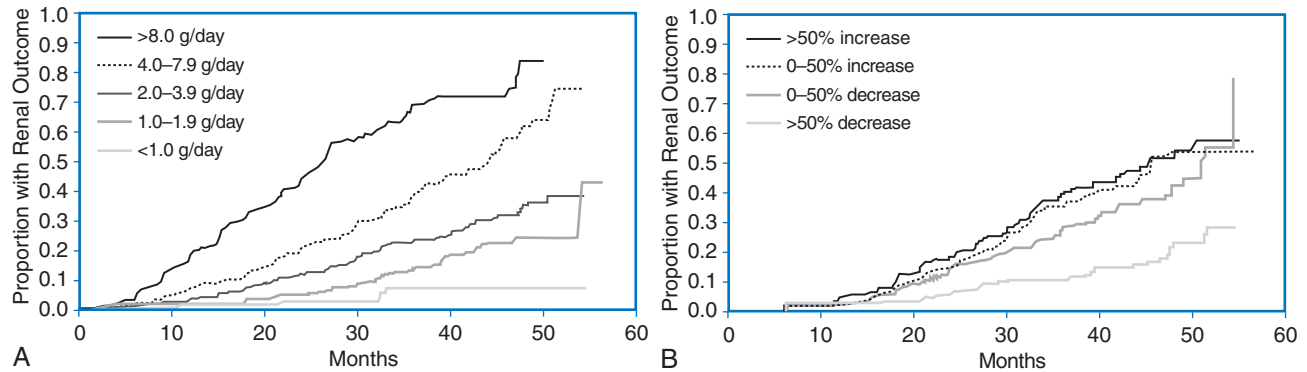 A
Proportion with Renal Outcome
1.0
0.9
0.8
0.7
0.6
0.5
0.4
0.3
0.2
0.1
0.0
>8.0 g/day
4.0–7.9 g/day
2.0–3.9 g/day
1.0–1.9 g/day
<1.0 g/day
0 10 20 30 40 50 60
Months
B
Proportion with Renal Outcome
1.0
0.9
0.8
0.7
0.6
0.5
0.4
0.3
0.2
0.1
0.0
>50% increase
0–50% increase
0–50% decrease
>50% decrease
0 10 20 30 40 50 60
Months